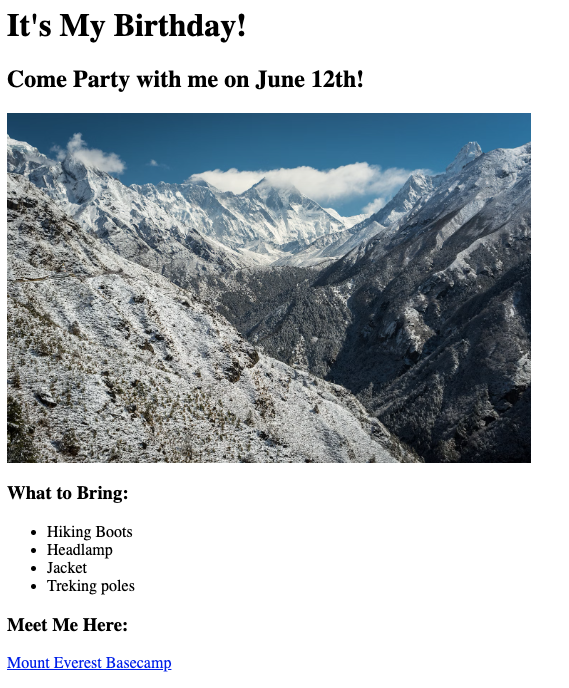 It's My Birthday!
Come Party with me on June 12th!
What to Bring:
Hiking Boots
Headlamp
Jacket
Treking poles
Meet Me Here:
Mount Everest Basecamp